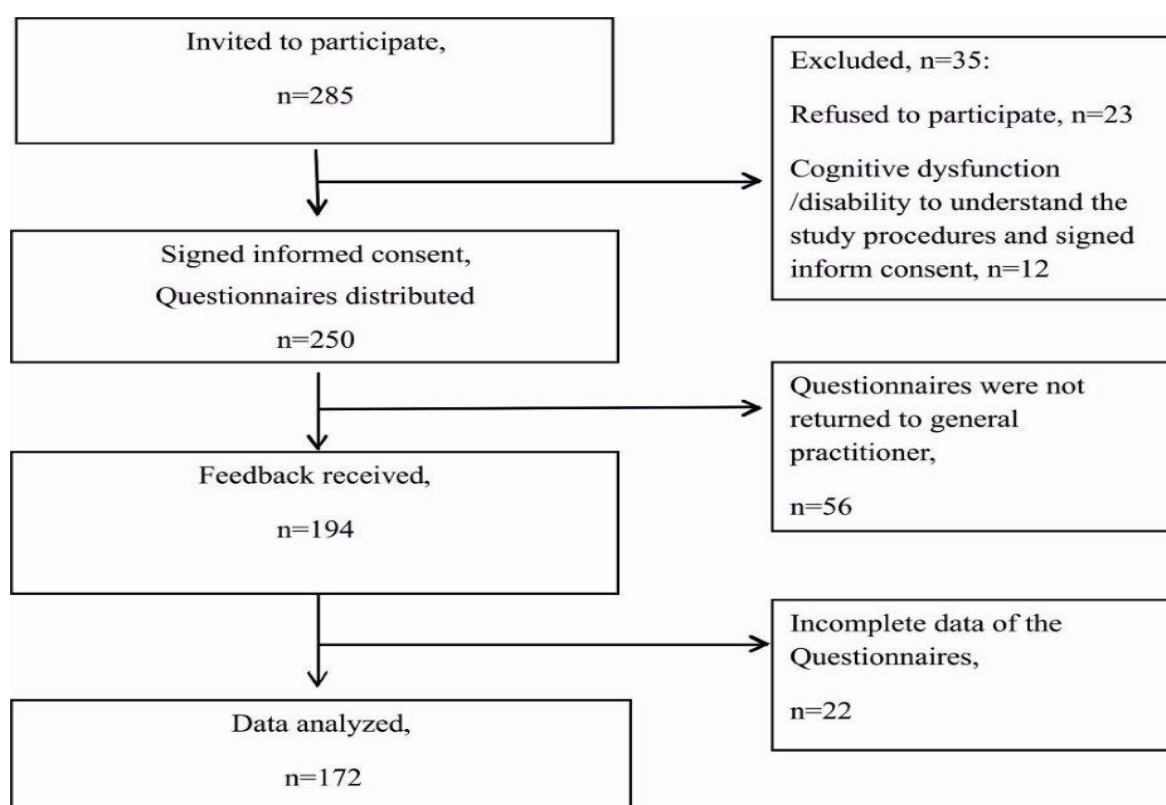 Invited to participate,
n=285
Excluded, n=35:
Refused to participate, n=23
Cognitive dysfunction
/disability to understand the
study procedures and signed
inform consent, n=12
Signed informed consent,
Questionnaires distributed
n=250
Questionnaires were not
returned to general
practitioner,
n=56
Feedback received,
n=194
Incomplete data of the
Questionnaires,
n=22
Data analyzed,
n=172